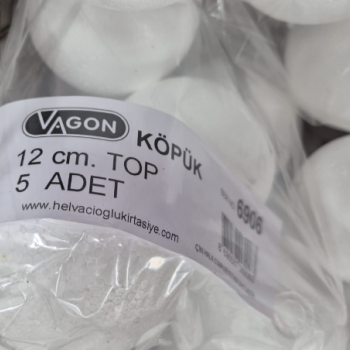 VAGON
KÖPÜK
12 cm. TOP
5 ADET
www.helvacioglukirtasiye.com
6906